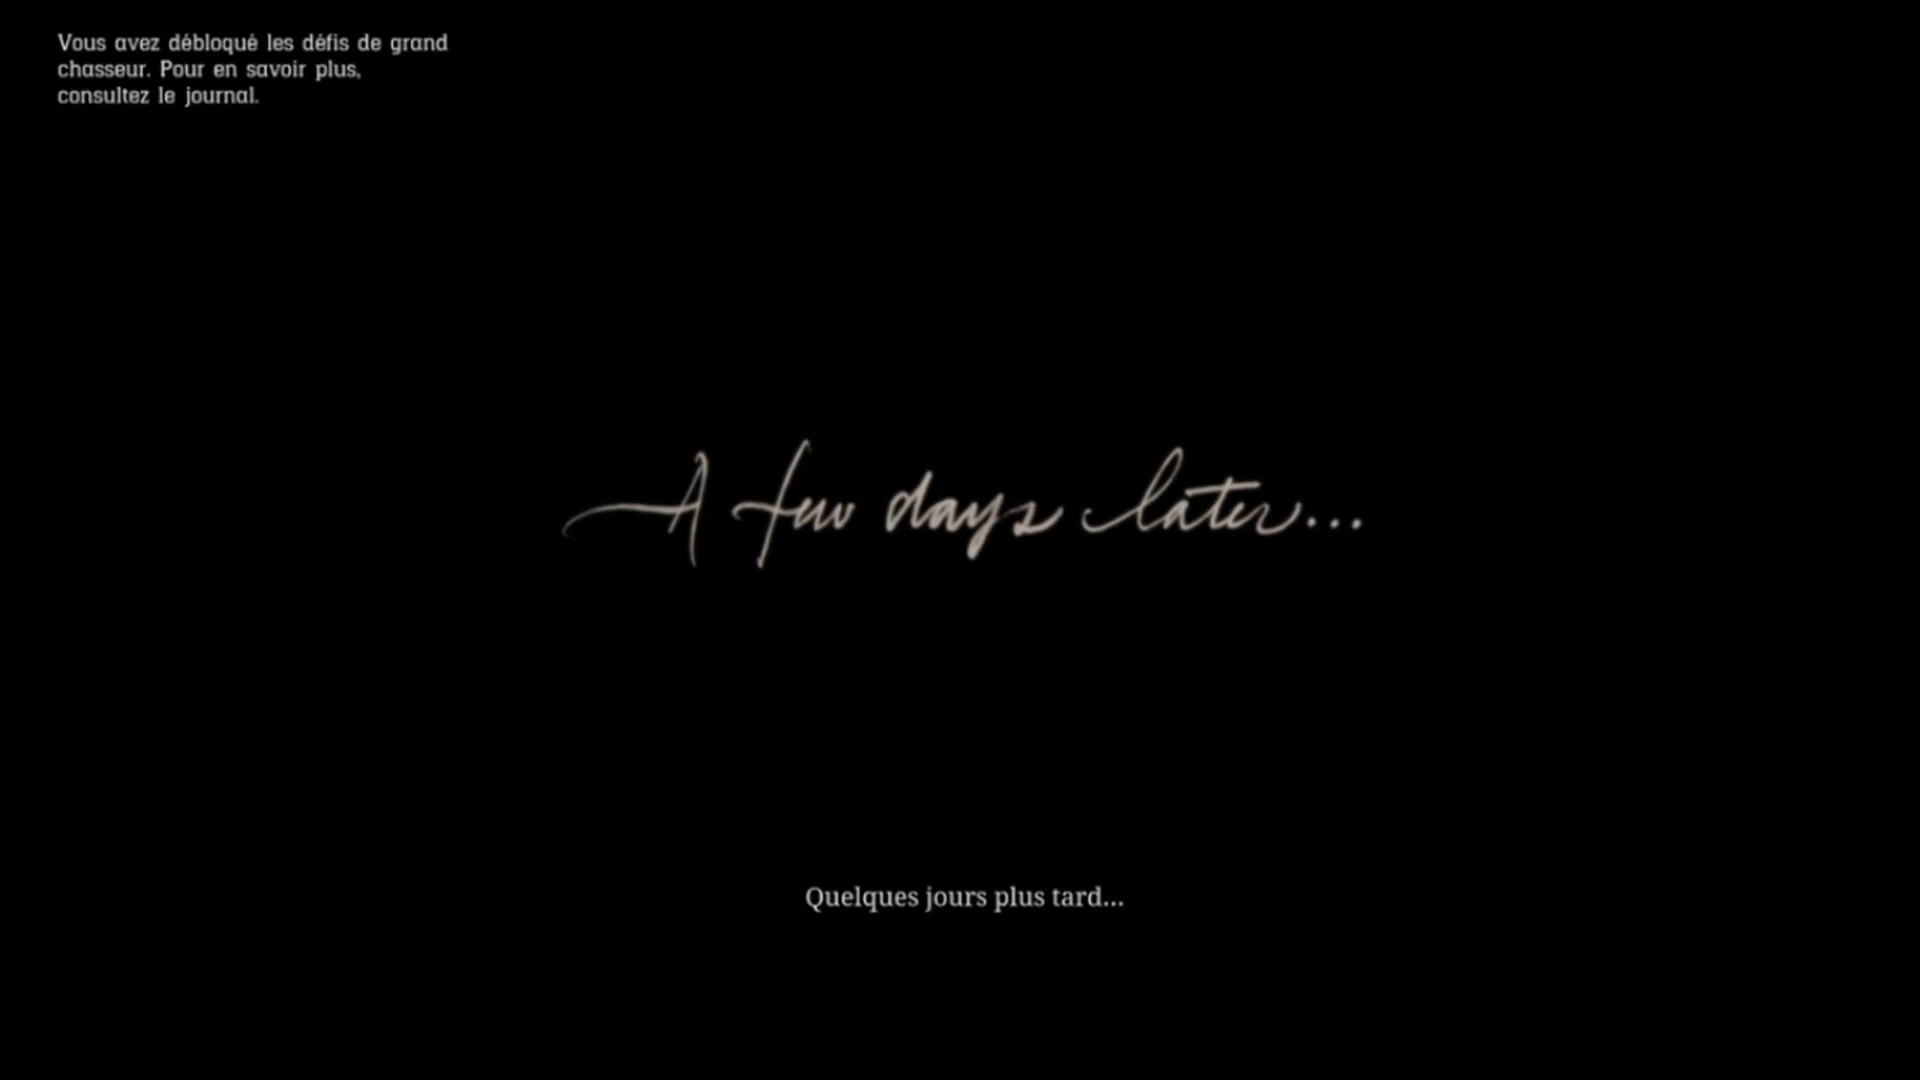 Vous avez débloqué les défis de grand
chasseur. Pour en savoir plus,
consultez le journal.
A few days later...
Quelques jours plus tard...